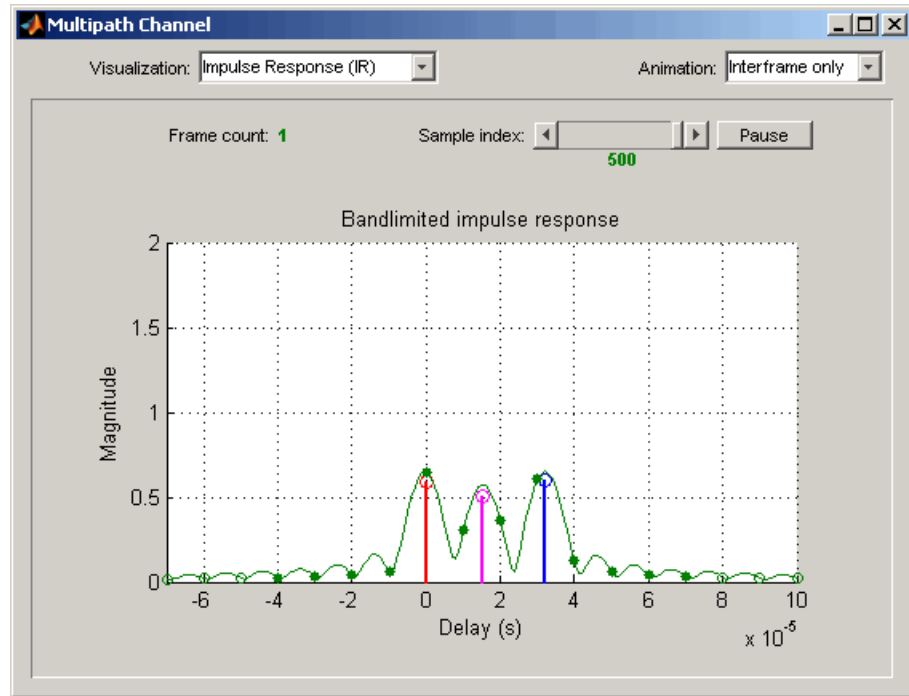 Multipath Channel
Visualization: Impulse Response (IR) Animation: Interframe only
Frame count: 1 Sample index: Pause
500
Bandlimited impulse response
2
1.5
1
0.5
0
Magnitude
-6 -4 -2 0 2 4 6 8 10
Delay (s)
x 10^-5